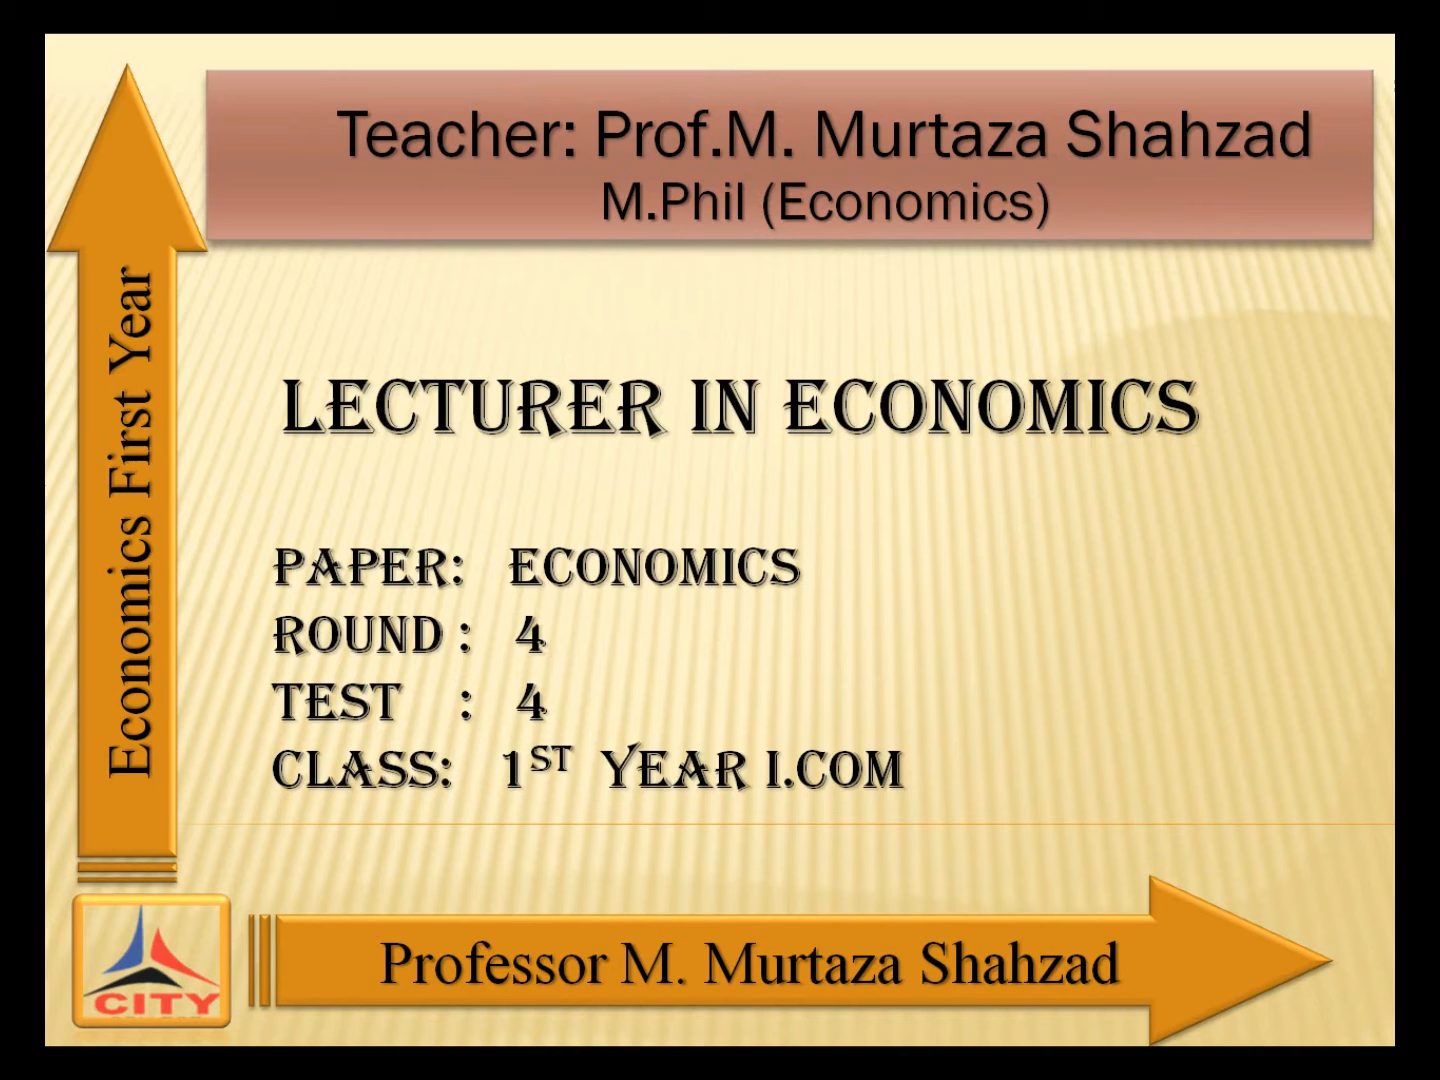 Teacher: Prof.M. Murtaza Shahzad
M.Phil (Economics)
Economics First Year
LECTURER IN ECONOMICS
PAPER: ECONOMICS
ROUND : 4
TEST : 4
CLASS: 1ST YEAR I.COM
CITY
Professor M. Murtaza Shahzad